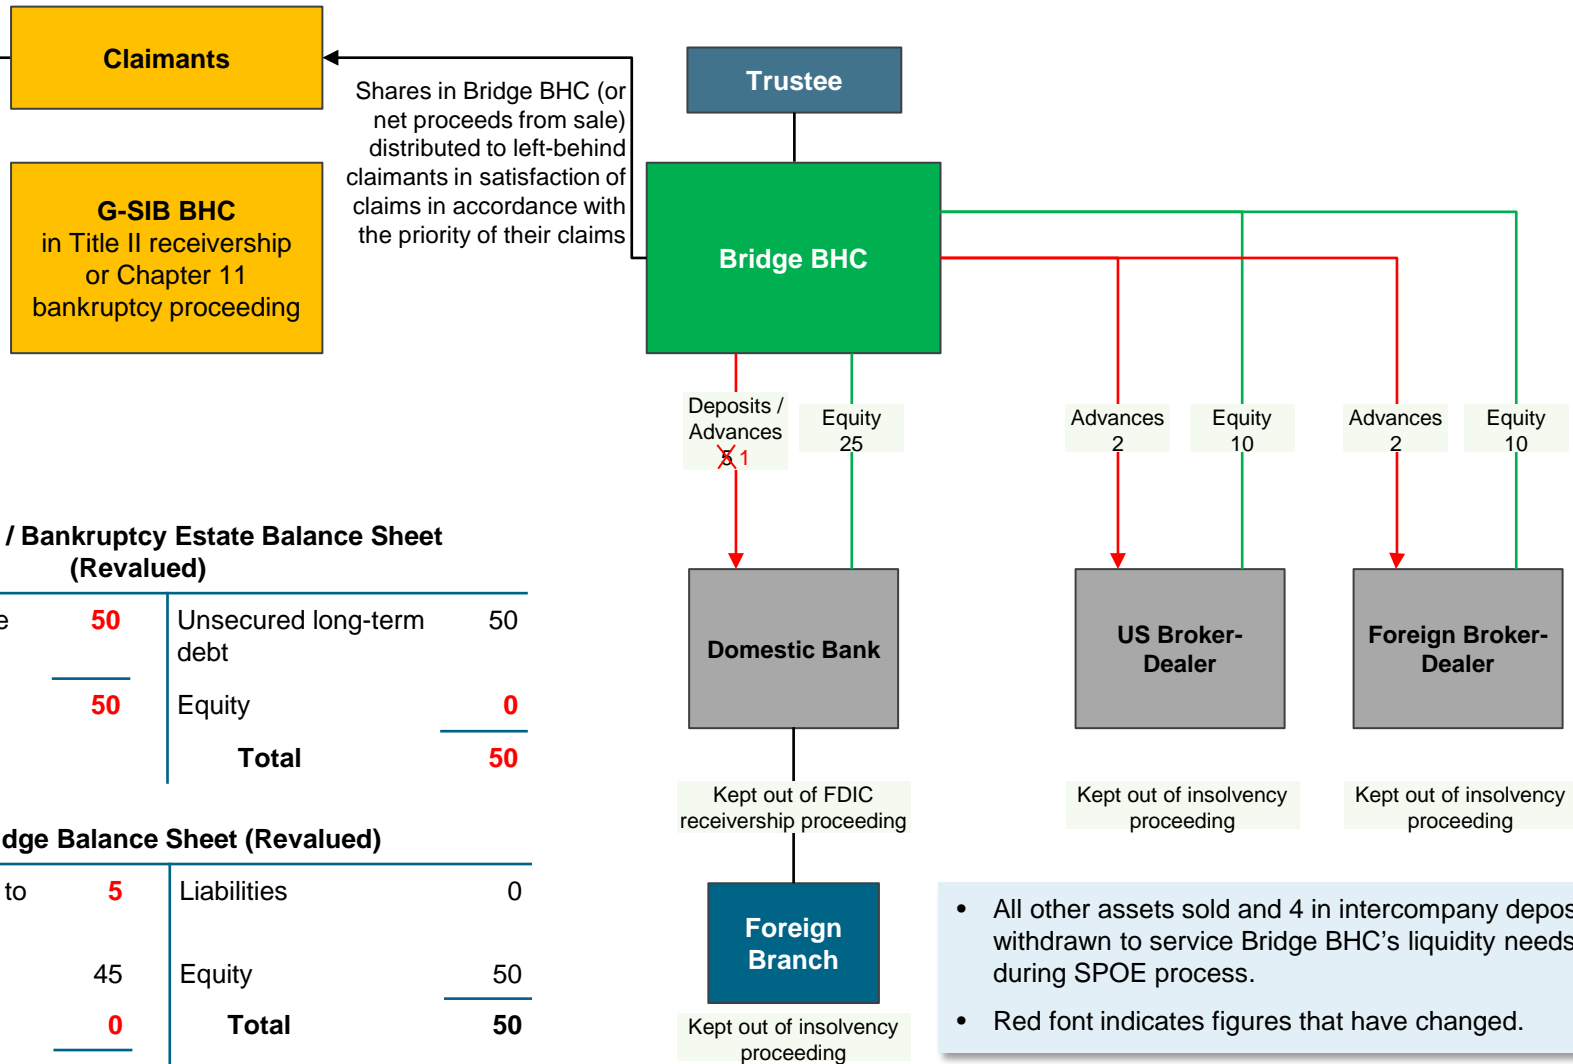 Claimants
Trustee
Shares in Bridge BHC (or
net proceeds from sale)
distributed to left-behind
claimants in satisfaction of
claims in accordance with
the priority of their claims
G-SIB BHC
in Title II receivership
or Chapter 11
bankruptcy proceeding
Bridge BHC
Deposits /
Advances
5 1
Equity
25
Advances
2
Equity
10
Advances
2
Equity
10
/ Bankruptcy Estate Balance Sheet
(Revalued)
e 50 Unsecured long-term 50
debt
50 Equity 0
Total 50
Domestic Bank
US Broker-
Dealer
Foreign Broker-
Dealer
Kept out of FDIC
receivership proceeding
Kept out of insolvency
proceeding
Kept out of insolvency
proceeding
dge Balance Sheet (Revalued)
to 5 Liabilities 0
45 Equity 50
0 Total 50
Foreign
Branch
Kept out of insolvency
proceeding
• All other assets sold and 4 in intercompany depos
withdrawn to service Bridge BHC's liquidity needs
during SPOE process.
• Red font indicates figures that have changed.